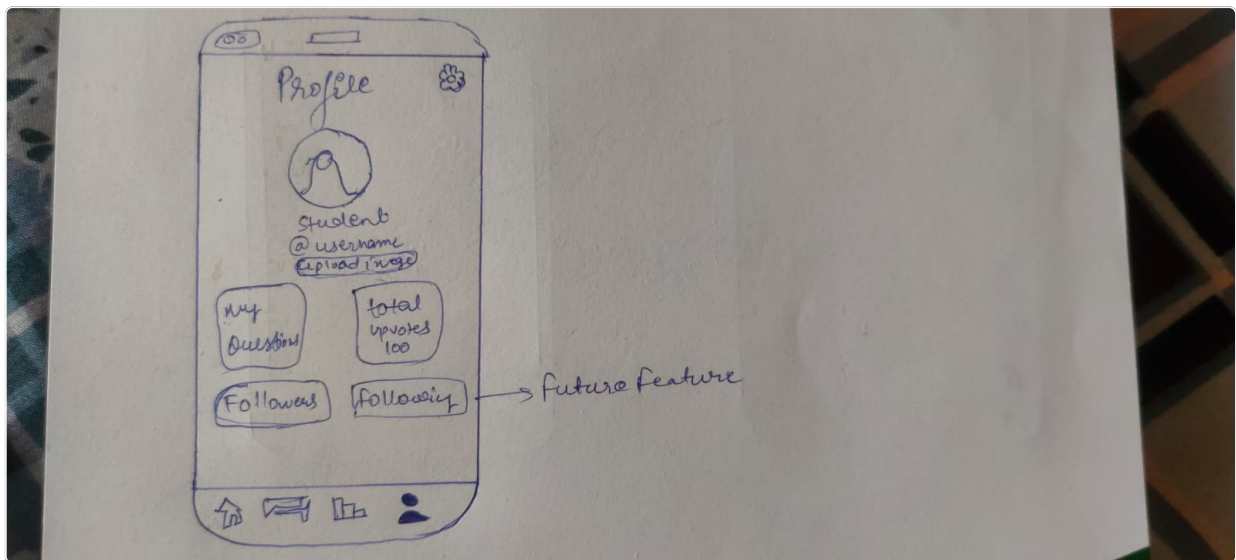 Profile
Student
@username
Upload image
My
Questions
total
upvotes
100
Followers
Following
Future Feature